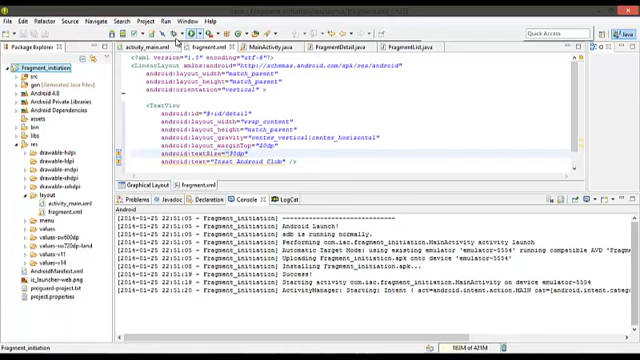 File Edit Refactor Source Navigate Search Project Run Window Help
Quick Access
Java
Package Explorer
activity_main.xml
fragment.xml
MainActivity.java
FragmentDetail.java
FragmentList.java
Fragment_initiation
src
gen [Generated Java Files]
Android 4.0
Android Dependencies
assets
bin
libs
res
drawable-hdpi
drawable-ldpi
drawable-mdpi
drawable-xhdpi
layout
activity_main.xml
fragment.xml
menu
values
values-sw600dp
values-sw720dp-land
values-v11
values-v14
AndroidManifest.xml
ic_launcher-web.png
proguard-project.txt
project.properties
<?xml version="1.0" encoding="utf-8"?>
<LinearLayout xmlns:android="http://schemas.android.com/apk/res/android"
android:layout_width="match_parent"
android:layout_height="match_parent"
android:orientation="vertical" >
<TextView
android:id="@+id/detail"
android:layout_width="wrap_content"
android:layout_height="match_parent"
android:layout_gravity="center_vertical|center_horizontal"
android:layout_marginTop="20dp"
android:textSize="30dp"
android:text="Insat Android Club" />
Graphical Layout
fragment.xml
Problems
Javadoc
Declaration
Console
LogCat
Android
[2014-01-25 22:51:05 - Fragment_initiation] ------------------------------
[2014-01-25 22:51:05 - Fragment_initiation] Android Launch!
[2014-01-25 22:51:05 - Fragment_initiation] adb is running normally.
[2014-01-25 22:51:05 - Fragment_initiation] Performing com.iac.fragment.MainActivity activity launch
[2014-01-25 22:51:05 - Fragment_initiation] Automatic Target Mode: using existing emulator 'emulator-5554' running compatible AVD 'Fragment
[2014-01-25 22:51:05 - Fragment_initiation] Uploading Fragment_initiation.apk onto device 'emulator-5554'
[2014-01-25 22:51:05 - Fragment_initiation] Installing Fragment_initiation.apk...
[2014-01-25 22:51:19 - Fragment_initiation] Success!
[2014-01-25 22:51:20 - Fragment_initiation] Starting activity com.iac.fragment.MainActivity on device emulator-5554
[2014-01-25 22:51:20 - Fragment_initiation] ActivityManager: Starting: Intent { act=android.intent.action.MAIN cat=[android.intent.catego
Fragment_initiation
183M of 421M